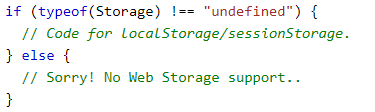 if (typeof(Storage) !== "undefined") {
  // Code for localStorage/sessionStorage.
} else {
  // Sorry! No Web Storage support..
}